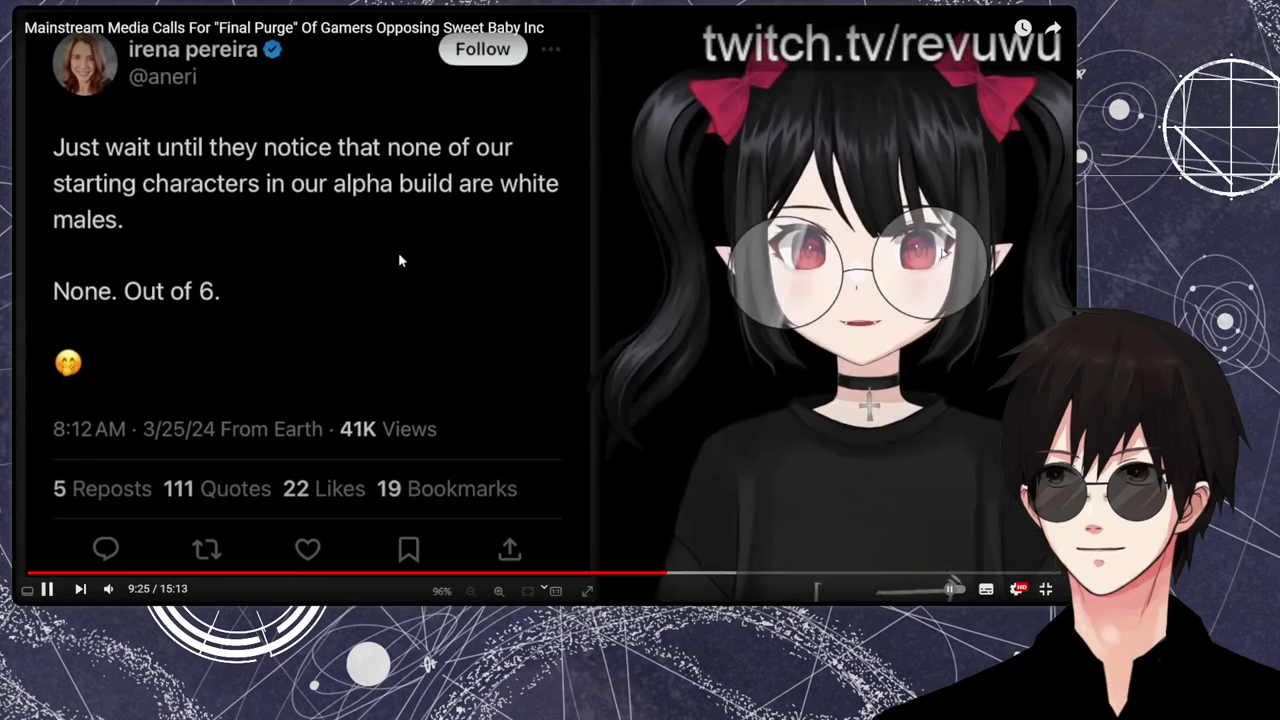 Mainstream Media Calls For "Final Purge" Of Gamers Opposing Sweet Baby Inc
twitch.tv/revuwu
irena pereira
Follow
@aneri
Just wait until they notice that none of our
starting characters in our alpha build are white
males.
None. Out of 6.
8:12 AM · 3/25/24 From Earth · 41K Views
5 Reposts 111 Quotes 22 Likes 19 Bookmarks
9:25 / 15:13
96%
HD